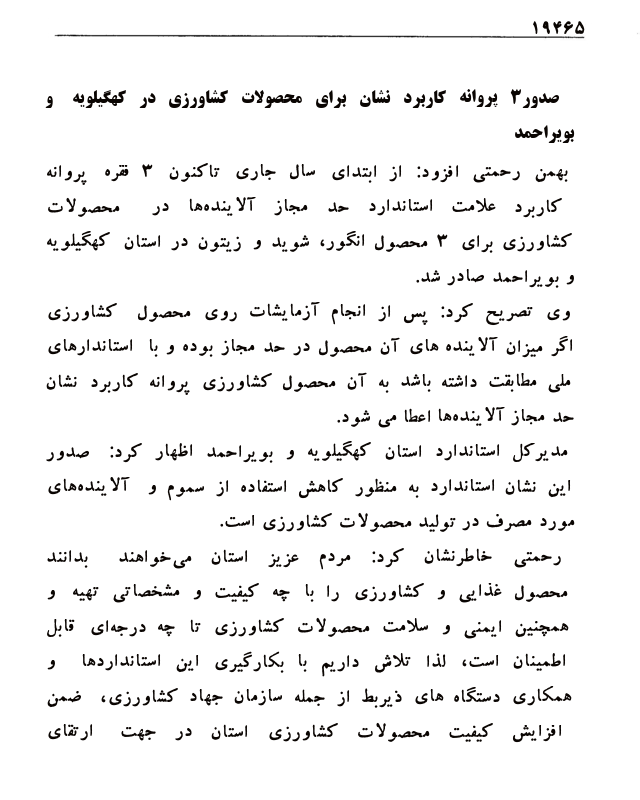 ۱۹۴۶۵
صدور۳ پروانه کاربرد نشان برای محصولات کشاورزی در کهگیلویه و
بویراحمد
بهمن رحمتی افزود: از ابتدای سال جاری تاکنون ۳ فقره پروانه
کاربرد علامت استاندارد حد مجاز آلاینده‌ها در محصولات
کشاورزی برای ۳ محصول انگور، شوید و زیتون در استان کهگیلویه
و بویراحمد صادر شد.
وی تصریح کرد: پس از انجام آزمایشات روی محصول کشاورزی
اگر میزان آلاینده های آن محصول در حد مجاز بوده و با استاندارهای
ملی مطابقت داشته باشد به آن محصول کشاورزی پروانه کاربرد نشان
حد مجاز آلاینده‌ها اعطا می شود.
مدیرکل استاندارد استان کهگیلویه و بویراحمد اظهار کرد: صدور
این نشان استاندارد به منظور کاهش استفاده از سموم و آلاینده‌های
مورد مصرف در تولید محصولات کشاورزی است.
رحمتی خاطرنشان کرد: مردم عزیز استان می‌خواهند بدانند
محصول غذایی و کشاورزی را با چه کیفیت و مشخصاتی تهیه و
همچنین ایمنی و سلامت محصولات کشاورزی تا چه درجه‌ای قابل
اطمینان است، لذا تلاش داریم با بکارگیری این استانداردها و
همکاری دستگاه های ذیربط از جمله سازمان جهاد کشاورزی، ضمن
افزایش کیفیت محصولات کشاورزی استان در جهت ارتقای